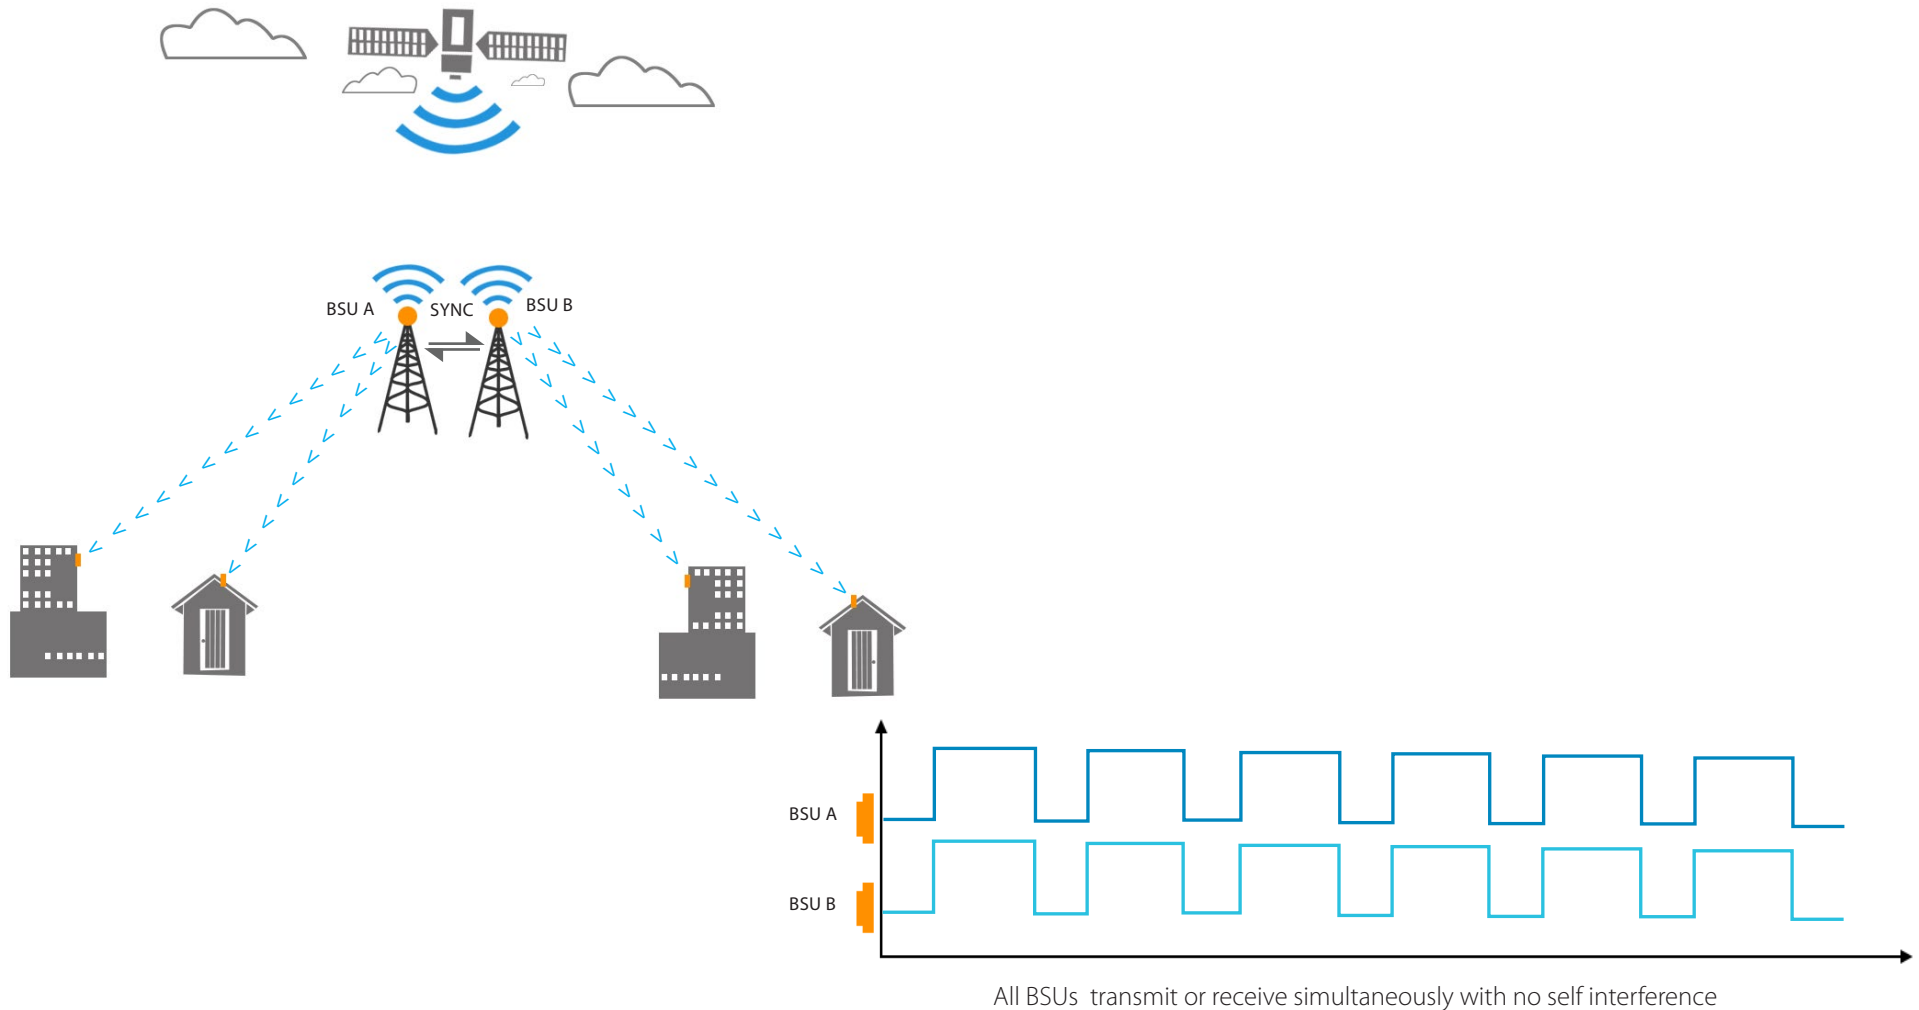 BSU A
SYNC
BSU B
BSU A
BSU B
All BSUs transmit or receive simultaneously with no self interference